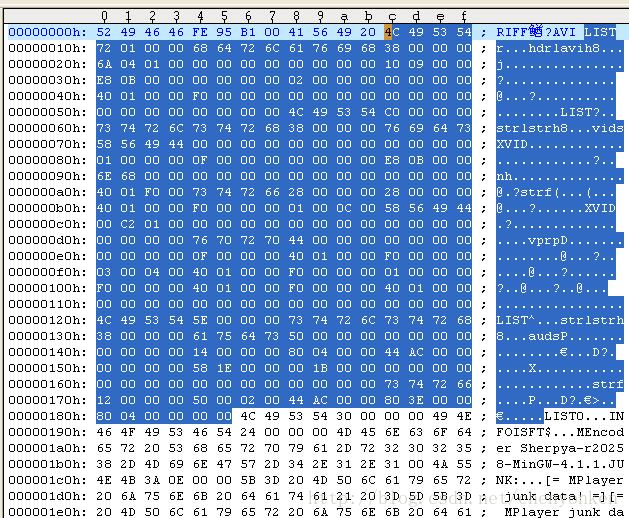 0 1 2 3 4 5 6 7 8 9 a b c d e f
00000000h: 52 49 46 46 FE 95 B1 00 41 56 49 20 4C 49 53 54 ; RIFF ?AVI LIST
00000010h: 72 01 00 00 68 64 72 6C 61 76 69 68 38 00 00 00 ; r...hdrlavih8...
00000020h: 6A 04 01 00 00 00 00 00 00 00 00 00 10 09 00 00 ; j...........?..
00000030h: E8 0B 00 00 00 00 00 00 02 00 00 00 00 00 00 00 ; ?..............
00000040h: 40 01 00 00 F0 00 00 00 00 00 00 00 00 00 00 00 ; @...?..........
00000050h: 00 00 00 00 00 00 00 00 4C 49 53 54 C0 00 00 00 ; ........LIST?..
00000060h: 73 74 72 6C 73 74 72 68 38 00 00 00 76 69 64 73 ; strlstrh8...vids
00000070h: 58 56 49 44 00 00 00 00 00 00 00 00 00 00 00 00 ; XVID............
00000080h: 01 00 00 00 0F 00 00 00 00 00 00 00 E8 0B 00 00 ; ............?..
00000090h: 6E 68 00 00 00 00 00 00 00 00 00 00 00 00 00 00 ; nh..............
000000a0h: 40 01 F0 00 73 74 72 66 28 00 00 00 28 00 00 00 ; @.?strf(...(...
000000b0h: 40 01 00 00 F0 00 00 00 01 00 0C 00 58 56 49 44 ; @...?......XVID
000000c0h: 00 C2 01 00 00 00 00 00 00 00 00 00 00 00 00 00 ; .?.............
000000d0h: 00 00 00 00 76 70 72 70 44 00 00 00 00 00 00 00 ; ....vprpD.......
000000e0h: 00 00 00 00 0F 00 00 00 40 01 00 00 F0 00 00 00 ; ........@...?..
000000f0h: 03 00 04 00 40 01 00 00 F0 00 00 00 01 00 00 00 ; ....@...?......
00000100h: F0 00 00 00 40 01 00 00 F0 00 00 00 40 01 00 00 ; ?..@...?..@...
00000110h: 00 00 00 00 00 00 00 00 00 00 00 00 00 00 00 00 ; ................
00000120h: 4C 49 53 54 5E 00 00 00 73 74 72 6C 73 74 72 68 ; LIST^...strlstrh
00000130h: 38 00 00 00 61 75 64 73 50 00 00 00 00 00 00 00 ; 8...audsP.......
00000140h: 00 00 00 00 14 00 00 00 80 04 00 00 44 AC 00 00 ; ........€...D?.
00000150h: 00 00 00 00 58 1E 00 00 00 1B 00 00 00 00 00 00 ; ....X...........
00000160h: 00 00 00 00 00 00 00 00 00 00 00 00 73 74 72 66 ; ............strf
00000170h: 12 00 00 00 50 00 02 00 44 AC 00 00 80 3E 00 00 ; ....P...D?.€>..
00000180h: 80 04 00 00 00 00 4C 49 53 54 30 00 00 00 49 4E ; €.....LIST0...IN
00000190h: 46 4F 49 53 46 54 24 00 00 00 4D 45 6E 63 6F 64 ; FOISFT$...MEncod
000001a0h: 65 72 20 53 68 65 72 70 79 61 2D 72 32 30 32 35 ; er Sherpya-r2025
000001b0h: 38 2D 4D 69 6E 47 57 2D 34 2E 31 2E 31 00 4A 55 ; 8-MinGW-4.1.1.JU
000001c0h: 4E 4B 3A 0E 00 00 5B 3D 20 4D 50 6C 61 79 65 72 ; NK:...[= MPlayer
000001d0h: 20 6A 75 6E 6B 20 64 61 74 61 21 20 3D 5D 5B 3D ; junk data! =][=
000001e0h: 20 4D 50 6C 61 79 65 72 20 6A 75 6E 6B 20 64 61 ; MPlayer junk da